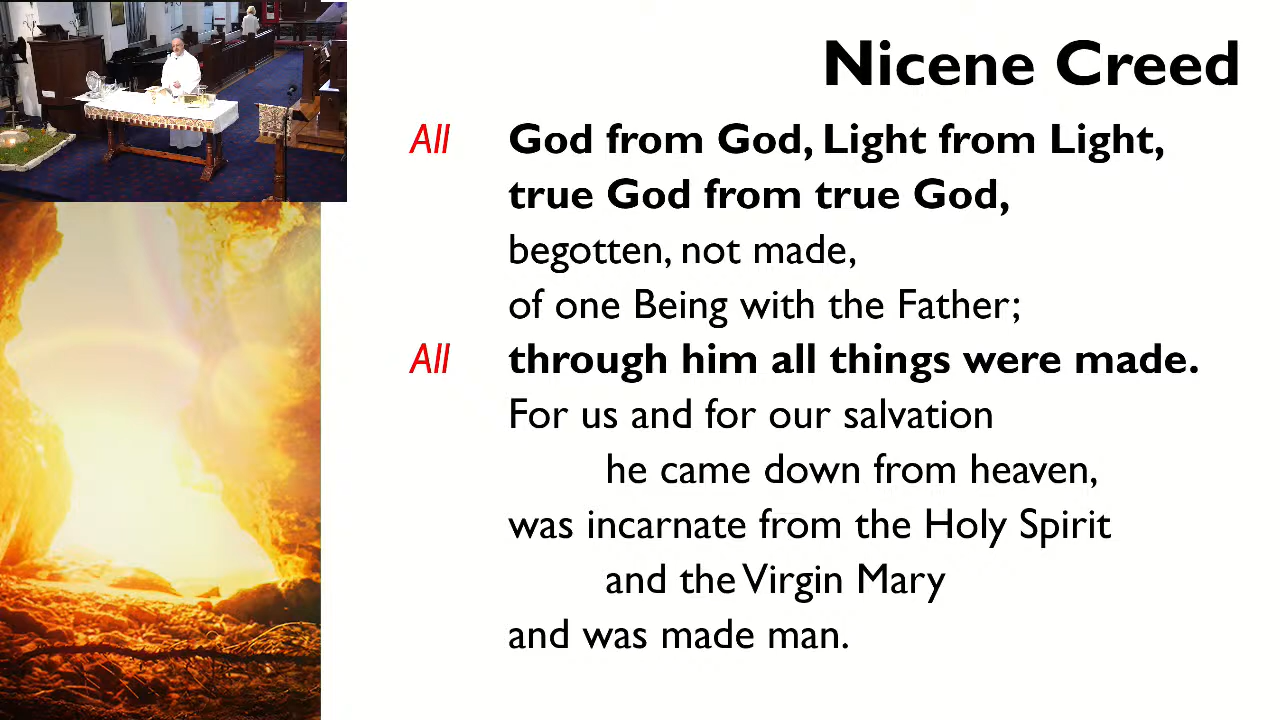 Nicene Creed
All God from God, Light from Light,
true God from true God,
begotten, not made,
of one Being with the Father;
All through him all things were made.
For us and for our salvation
he came down from heaven,
was incarnate from the Holy Spirit
and the Virgin Mary
and was made man.